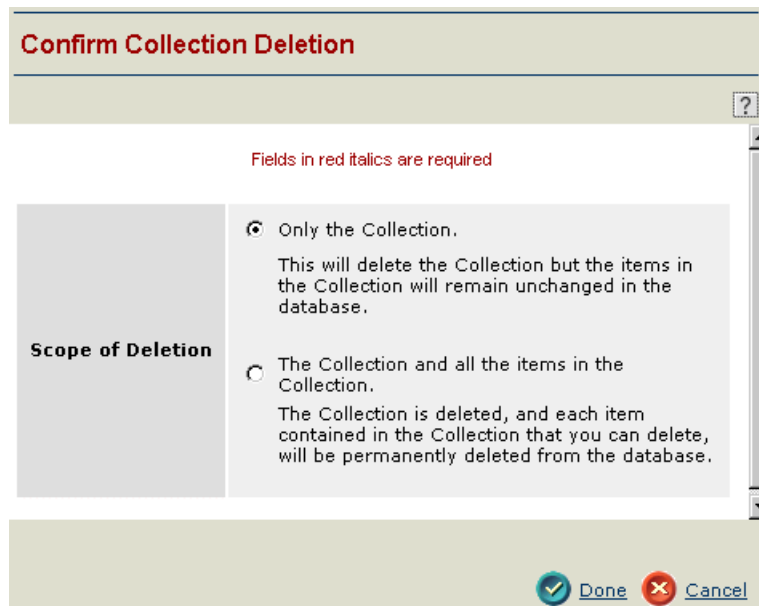 Confirm Collection Deletion
?
Fields in red italics are required
Scope of Deletion
Only the Collection.
This will delete the Collection but the items in
the Collection will remain unchanged in the
database.
The Collection and all the items in the
Collection.
The Collection is deleted, and each item
contained in the Collection that you can delete,
will be permanently deleted from the database.
Done Cancel